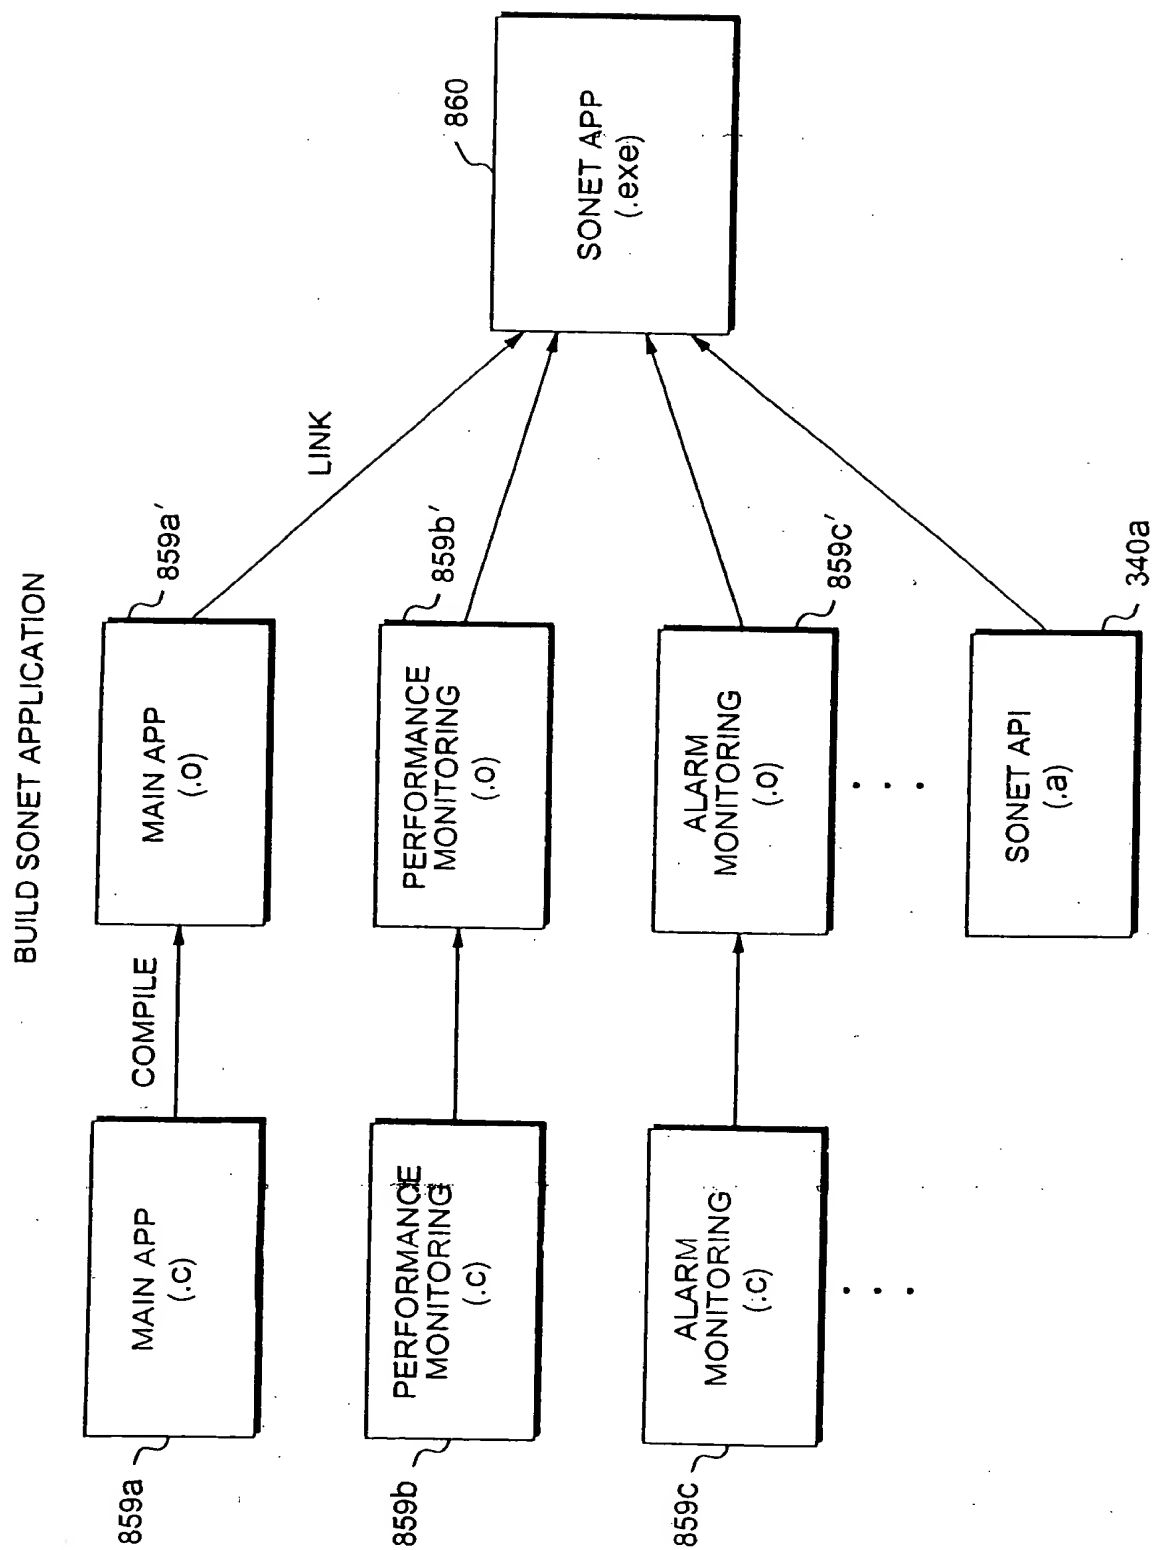 BUILD SONET APPLICATION
859a
MAIN APP
(.c)
COMPILE
MAIN APP
(.o)
859a′
LINK
859b
PERFORMANCE
MONITORING
(.c)
PERFORMANCE
MONITORING
(.o)
859b′
860
SONET APP
(.exe)
859c
ALARM
MONITORING
(.c)
ALARM
MONITORING
(.o)
859c′
. . .
. . .
SONET API
(.a)
340a